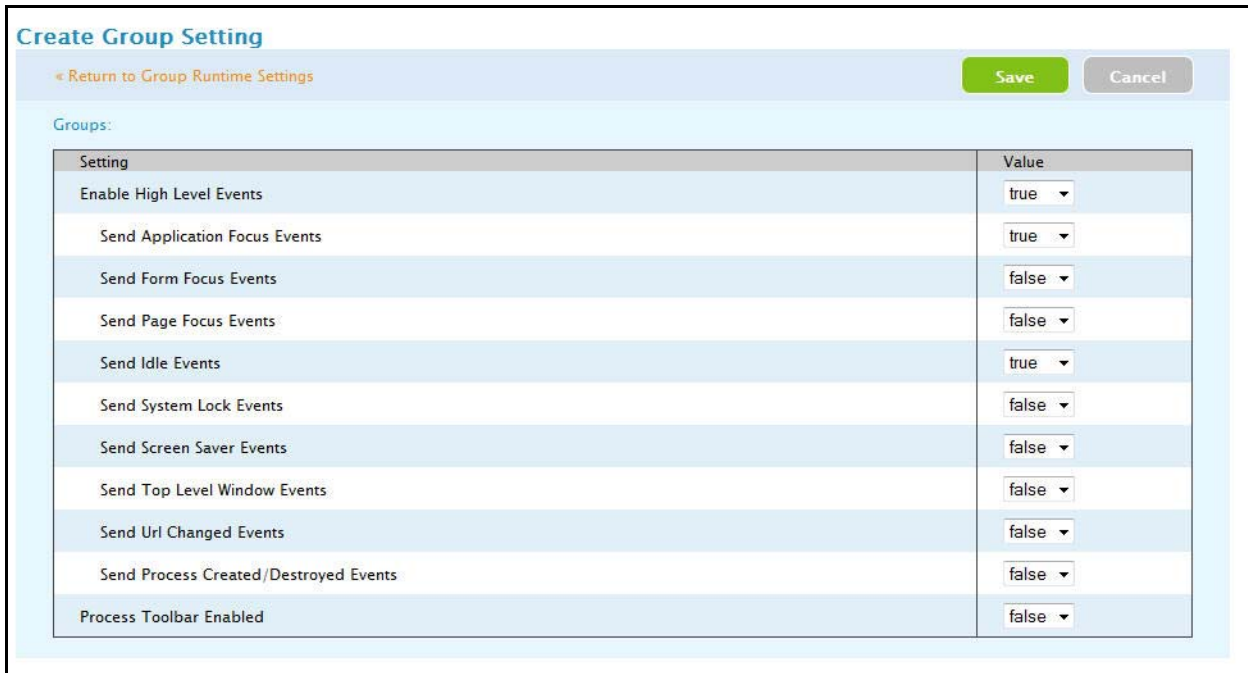 Create Group Setting
« Return to Group Runtime Settings Save Cancel
Groups:
Setting Value
Enable High Level Events true
Send Application Focus Events true
Send Form Focus Events false
Send Page Focus Events false
Send Idle Events true
Send System Lock Events false
Send Screen Saver Events false
Send Top Level Window Events false
Send Url Changed Events false
Send Process Created/Destroyed Events false
Process Toolbar Enabled false